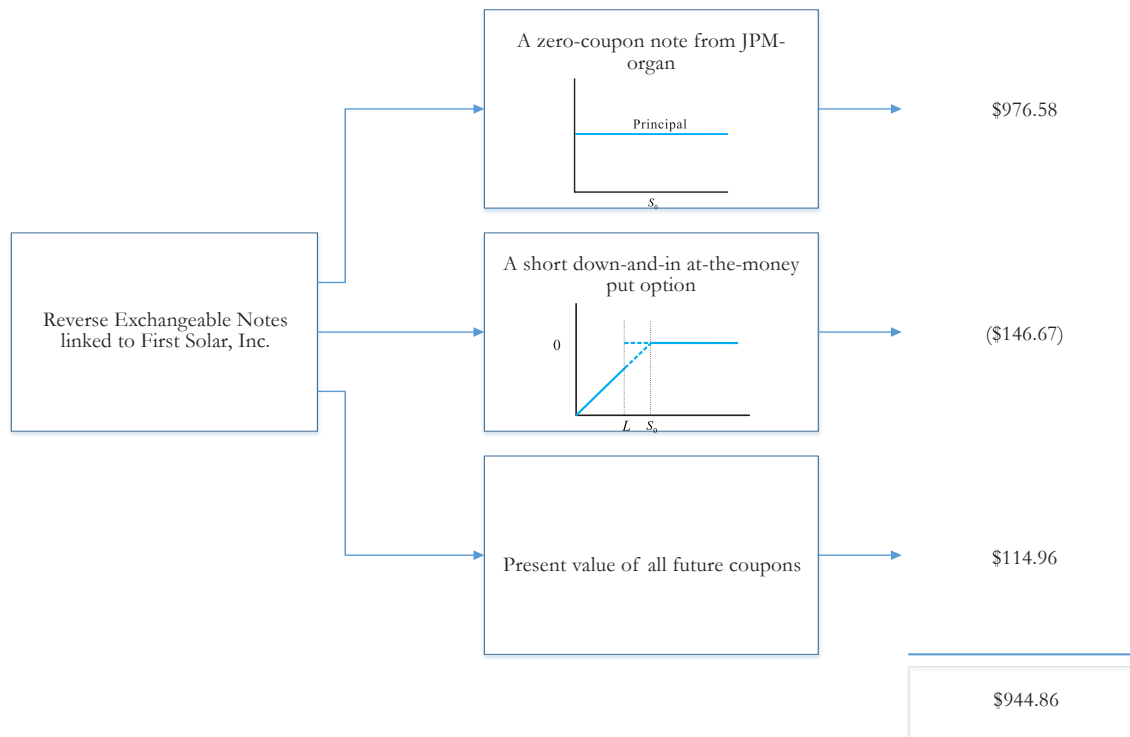 A zero-coupon note from JPM-
organ
Principal
S₀
$976.58
Reverse Exchangeable Notes
linked to First Solar, Inc.
A short down-and-in at-the-money
put option
0
L S₀
($146.67)
Present value of all future coupons
$114.96
$944.86